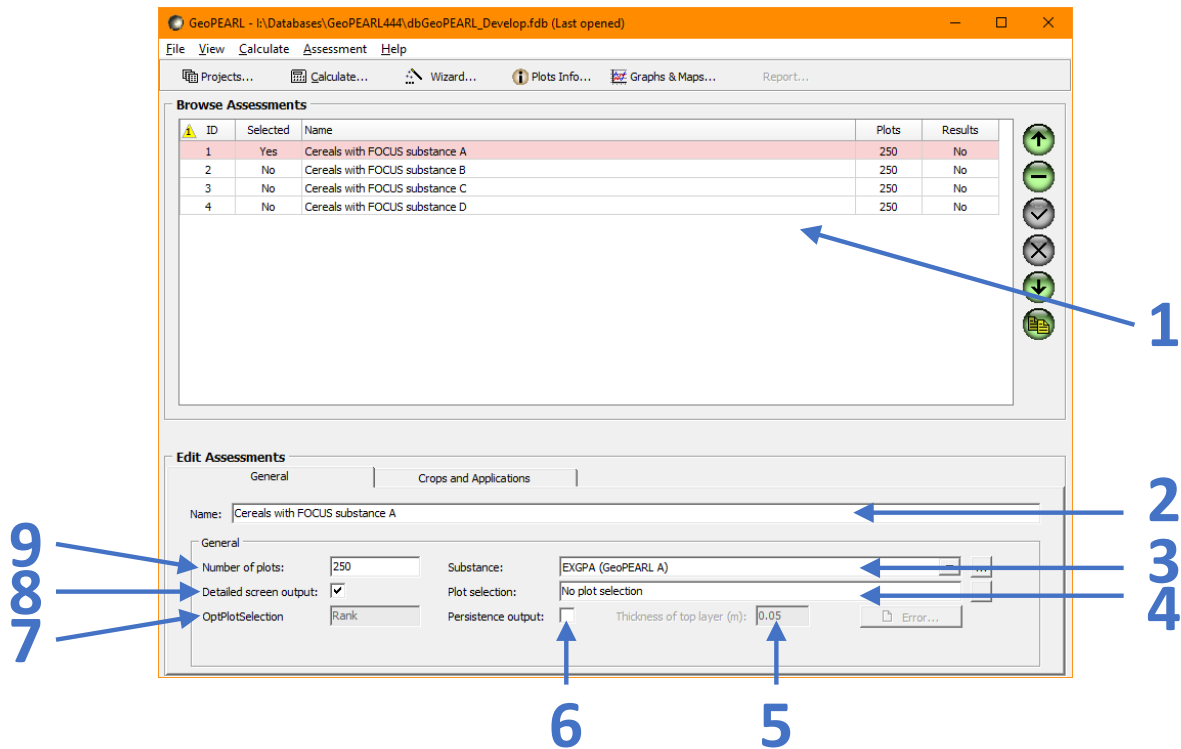 GeoPEARL - I:\Databases\GeoPEARL444\dbGeoPEARL_Develop.fdb (Last opened)
File View Calculate Assessment Help
Projects... Calculate... Wizard... Plots Info... Graphs & Maps... Report...
Browse Assessments
ID Selected Name Plots Results
1 Yes Cereals with FOCUS substance A 250 No
2 No Cereals with FOCUS substance B 250 No
3 No Cereals with FOCUS substance C 250 No
4 No Cereals with FOCUS substance D 250 No
1
Edit Assessments
General Crops and Applications
Name: Cereals with FOCUS substance A 2
General
9 Number of plots: 250 Substance: EXGPA (GeoPEARL A) ... 3
8 Detailed screen output: Plot selection: No plot selection 4
7 OptPlotSelection Rank Persistence output: Thickness of top layer (m): 0.05 Error...
6 5